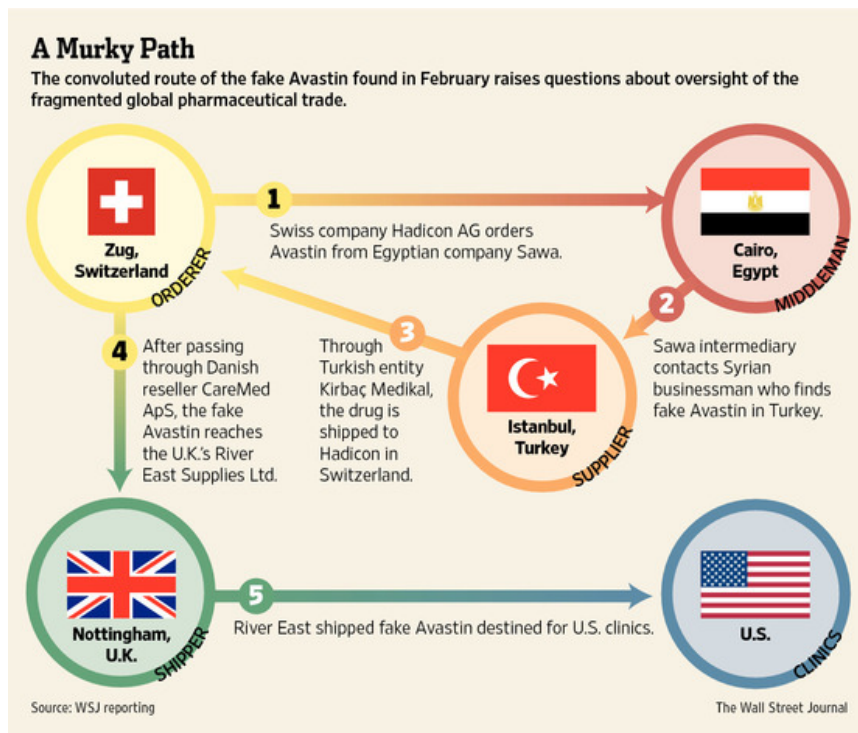 A Murky Path
The convoluted route of the fake Avastin found in February raises questions about oversight of the
fragmented global pharmaceutical trade.
Zug,
Switzerland
ORDERER
1
Swiss company Hadicon AG orders
Avastin from Egyptian company Sawa.
Cairo,
Egypt
MIDDLEMAN
2
Sawa intermediary
contacts Syrian
businessman who finds
fake Avastin in Turkey.
Istanbul,
Turkey
SUPPLIER
3
Through
Turkish entity
Kirbaç Medikal,
the drug is
shipped to
Hadicon in
Switzerland.
4
After passing
through Danish
reseller CareMed
ApS, the fake
Avastin reaches
the U.K.'s River
East Supplies Ltd.
Nottingham,
U.K.
SHIPPER
5
River East shipped fake Avastin destined for U.S. clinics.
U.S.
CLINICS
Source: WSJ reporting
The Wall Street Journal